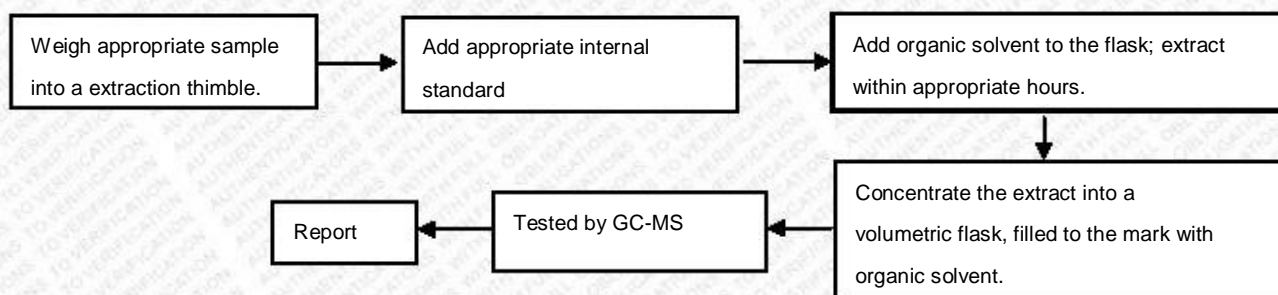 Weigh appropriate sample
into a extraction thimble.
Add appropriate internal
standard
Add organic solvent to the flask; extract
within appropriate hours.
Concentrate the extract into a
volumetric flask, filled to the mark with
organic solvent.
Tested by GC-MS
Report